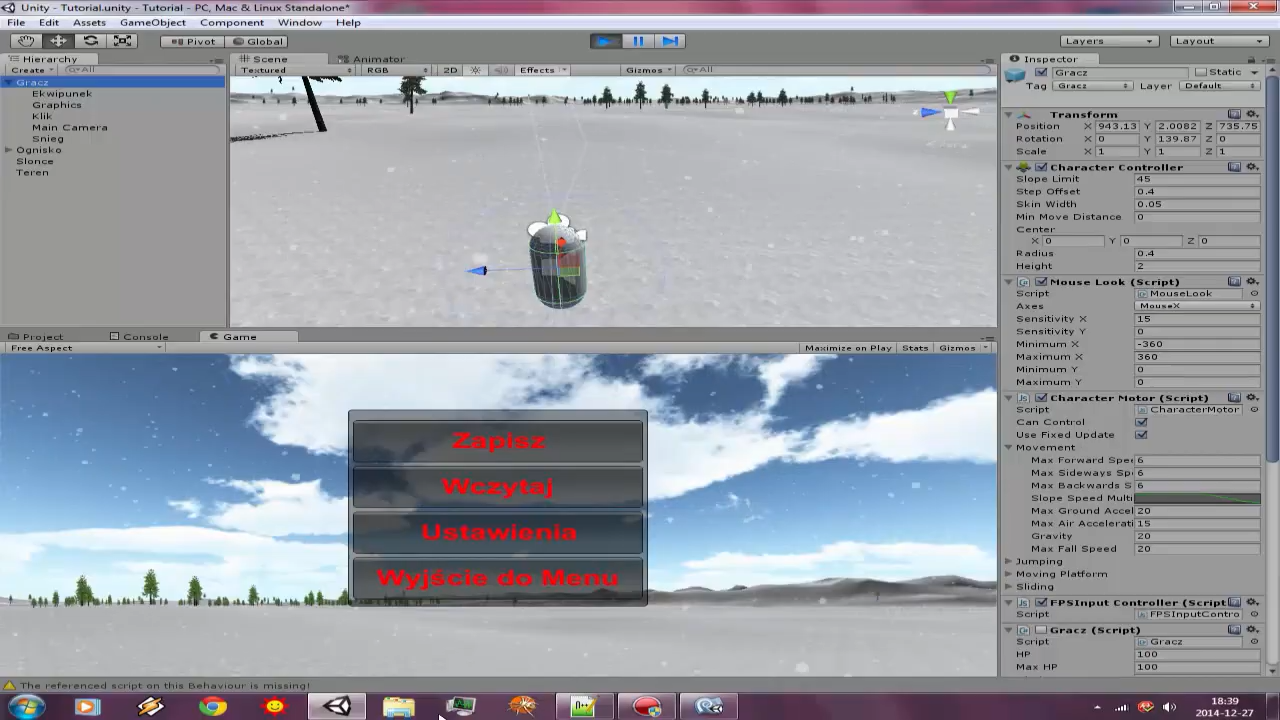 Unity - Tutorial.unity - Tutorial - PC, Mac & Linux Standalone*
File Edit Assets GameObject Component Window Help
Pivot Global Layers Layout
Hierarchy
Create All
Gracz
Ekwipunek
Graphics
Klik
Main Camera
Snieg
Ognisko
Slonce
Teren
Scene Animator
Textured RGB 2D Effects Gizmos All
Project Console Game
Free Aspect Maximize on Play Stats Gizmos
Zapisz
Wczytaj
Ustawienia
Wyjście do Menu
Inspector
Gracz Static
Tag Gracz Layer Default
Transform
Position X 943.13 Y 2.0082 Z 735.75
Rotation X 0 Y 139.87 Z 0
Scale X 1 Y 1 Z 1
Character Controller
Slope Limit 45
Step Offset 0.4
Skin Width 0.05
Min Move Distance 0
Center
X 0 Y 0 Z 0
Radius 0.4
Height 2
Mouse Look (Script)
Script MouseLook
Axes MouseX
Sensitivity X 15
Sensitivity Y 0
Minimum X -360
Maximum X 360
Minimum Y 0
Maximum Y 0
Character Motor (Script)
Script CharacterMotor
Can Control
Use Fixed Update
Movement
Max Forward Spee 6
Max Sideways Sp 6
Max Backwards S 6
Slope Speed Multi
Max Ground Accel 20
Max Air Accelerati 15
Gravity 20
Max Fall Speed 20
Jumping
Moving Platform
Sliding
FPSInput Controller (Script
Script FPSInputContro
Gracz (Script)
Script Gracz
HP 100
Max HP 100
The referenced script on this Behaviour is missing!
18:39
2014-12-27